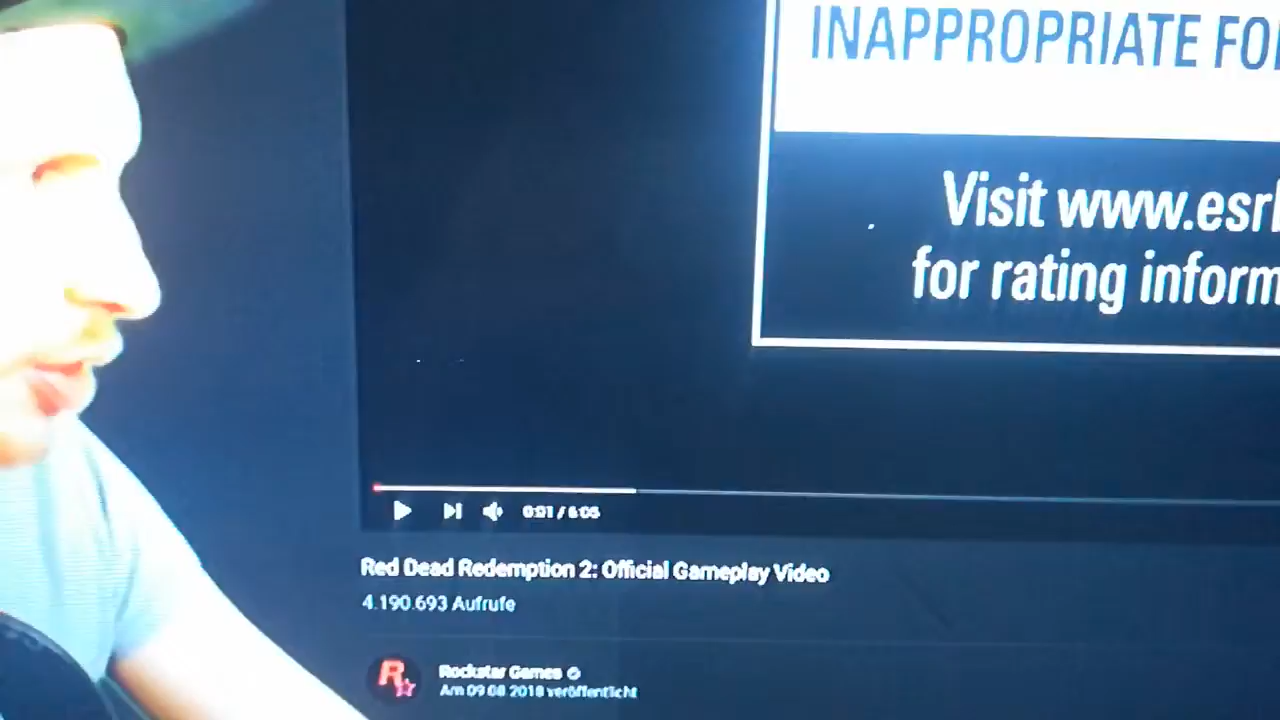 INAPPROPRIATE FO
Visit www.esr
for rating inform
0:01 / 6:05
Red Dead Redemption 2: Official Gameplay Video
4.190.693 Aufrufe
Rockstar Games
Am 09.08.2018 veröffentlicht